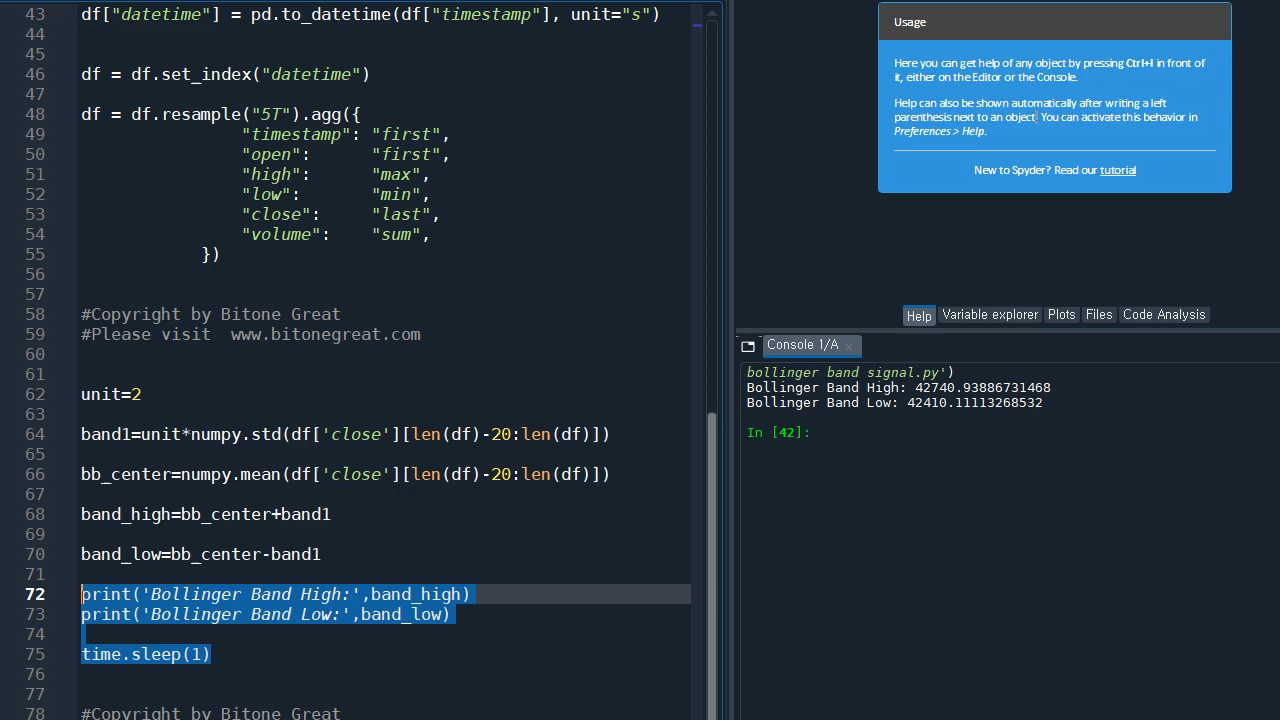 43 df["datetime"] = pd.to_datetime(df["timestamp"], unit="s")
44
45
46 df = df.set_index("datetime")
47
48 df = df.resample("5T").agg({
49 "timestamp": "first",
50 "open": "first",
51 "high": "max",
52 "low": "min",
53 "close": "last",
54 "volume": "sum",
55 })
56
57
58 #Copyright by Bitone Great
59 #Please visit www.bitonegreat.com
60
61
62 unit=2
63
64 band1=unit*numpy.std(df['close'][len(df)-20:len(df)])
65
66 bb_center=numpy.mean(df['close'][len(df)-20:len(df)])
67
68 band_high=bb_center+band1
69
70 band_low=bb_center-band1
71
72 print('Bollinger Band High:',band_high)
73 print('Bollinger Band Low:',band_low)
74
75 time.sleep(1)
76
77
78 #Copyright by Bitone Great
Usage
Here you can get help of any object by pressing Ctrl+I in front of
it, either on the Editor or the Console.
Help can also be shown automatically after writing a left
parenthesis next to an object. You can activate this behavior in
Preferences > Help.
New to Spyder? Read our tutorial
Help Variable explorer Plots Files Code Analysis
Console 1/A
bollinger band signal.py')
Bollinger Band High: 42740.93886731468
Bollinger Band Low: 42410.11113268532
In [42]: